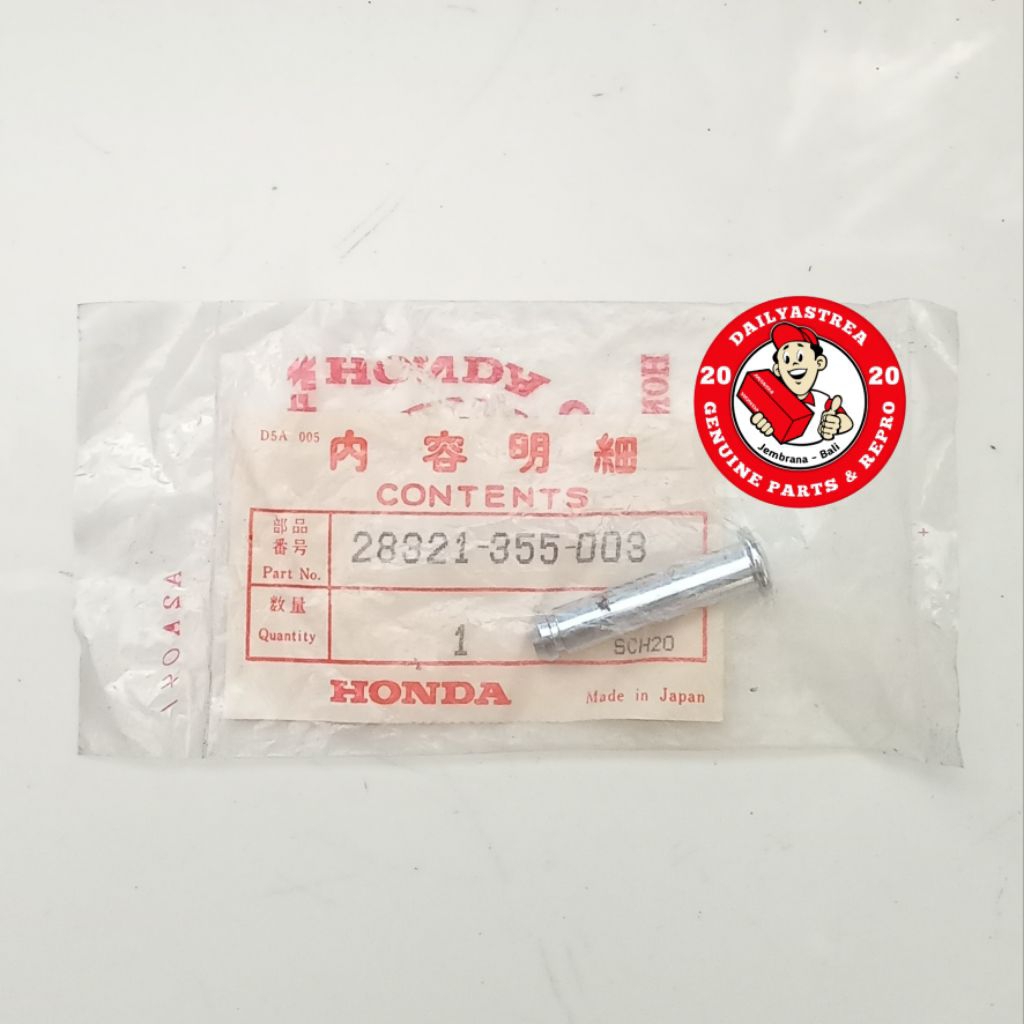 DAILYASTREA
20 20
GENUINE PARTS & REPRO
Jembrana - Bali
HONDA
HON
D5A 005
内容明細
CONTENTS
部品
番号
Part No.
28321-355-003
数量
Quantity
1
SCH20
HONDA
Made in Japan